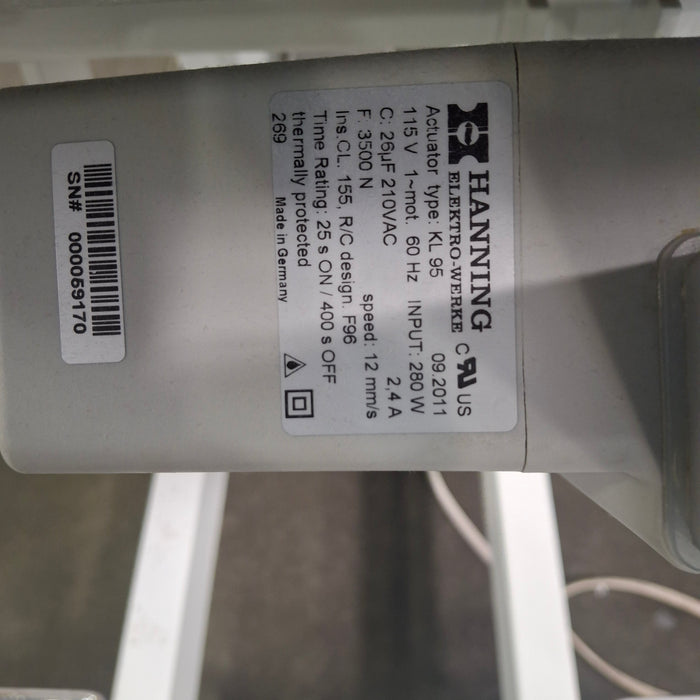 HANNING
ELEKTRO-WERKE
C RU US
Actuator type: KL 95 09.2011
115 V 1~mot. 60 Hz INPUT: 280 W
C: 26µF 210VAC 2,4 A
F: 3500 N speed: 12 mm/s
Ins.CL. 155, R/C design. F96
Time Rating: 25 s ON / 400 s OFF
thermally protected
269 Made in Germany
SN# 000059170